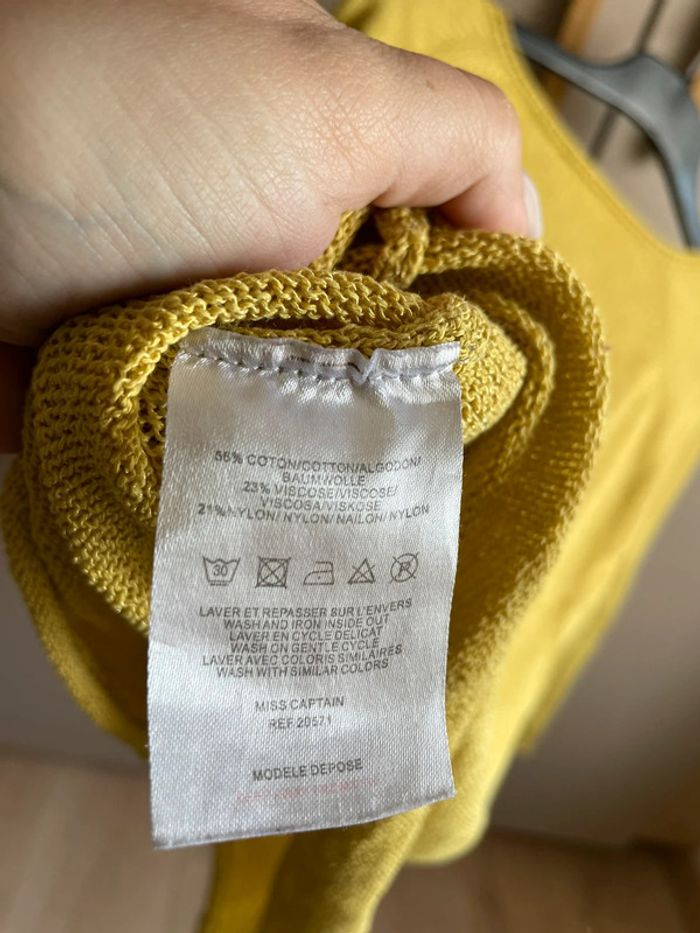 56% COTON/COTTON/ALGODON/
BAUMWOLLE
23% VISCOSE/VISCOSE/
VISCOSA/VISKOSE
21% NYLON/ NYLON/ NAILON/ NYLON
30
LAVER ET REPASSER SUR L'ENVERS
WASH AND IRON INSIDE OUT
LAVER EN CYCLE DELICAT
WASH ON GENTLE CYCLE
LAVER AVEC COLORIS SIMILAIRES
WASH WITH SIMILAR COLORS
MISS CAPTAIN
REF.20571
MODELE DEPOSE